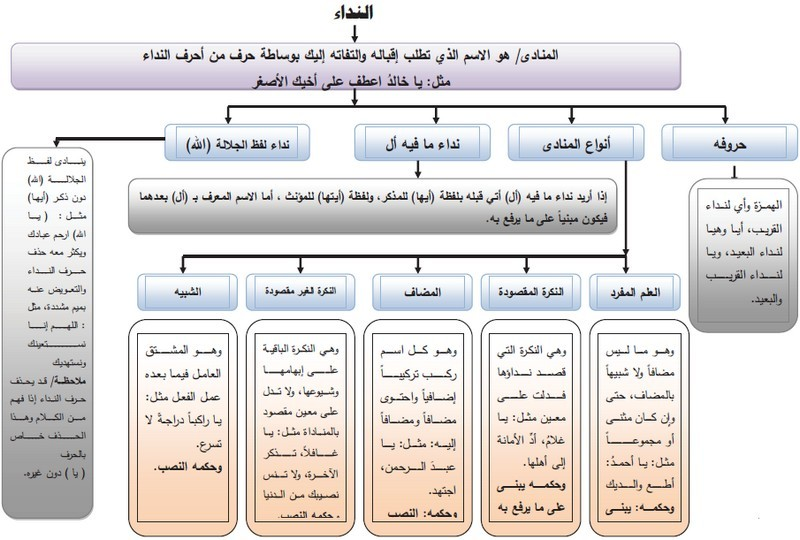 النداء
المنادى/ هو الاسم الذي تطلب إقباله والتفاته إليك بوساطة حرف من أحرف النداء
مثل: يا خالدُ اعطف على أخيك الأصغر
حروفه
أنواع المنادى
نداء ما فيه أل
نداء لفظ الجلالة (الله)
الهمزة وأي لنداء
القريب، أيا وهيا
لنداء البعيد، ويا
لنداء القريب
والبعيد.
إذا أريد نداء ما فيه (أل) أتي قبله بلفظة (أيها) للمذكر، ولفظة (أيتها) للمؤنث ، أما الاسم المعرف بـ (أل) بعدهما
فيكون مبنياً على ما يرفع به.
ينادى لفظ
الجلالة (الله)
دون ذكر (أيها)
مثل: (يا
الله) ارحم عبادك
ويكثر معه حذف
حرف النداء
والتعويض عنه
بميم مشددة، مثل
: اللهم إنا
نستعينك
ونستهديك
ملاحظة/ قد يحذف
حرف النداء إذا فهم
من الكلام وهذا
الحذف خاص
بالحرف
( يا ) دون غيره.
العلم المفرد
النكرة المقصودة
المضاف
النكرة الغير مقصودة
الشبيه
وهو ما ليس
مضافاً ولا شبيهاً
بالمضاف، حتى
وإن كان مثنى
أو مجموعاً
مثل: يا أحمدُ:
أطع والديك
وحكمه: يبنى
وهي النكرة التي
قصد نداؤها
فدلت على
معين مثل: يا
غلامُ، أدِّ الأمانة
إلى أهلها.
وحكمه يبنى
على ما يرفع به
وهو كل اسم
ركب تركيباً
إضافياً واحتوى
مضافاً ومضافاً
إليه: مثل: يا
عبدَ الرحمن،
اجتهد.
وحكمه: النصب
وهي النكرة الباقية
على إبهامها
وشيوعها، ولا تدل
على معين مقصود
بالمناداة مثل: يا
غافلاً، تذكر
الآخرة، ولا تنس
نصيبك من الدنيا
وحكمه النصب.
وهو المشتق
العامل فيما بعده
عمل الفعل مثل:
يا راكباً دراجةً لا
تسرع.
وحكمه النصب.